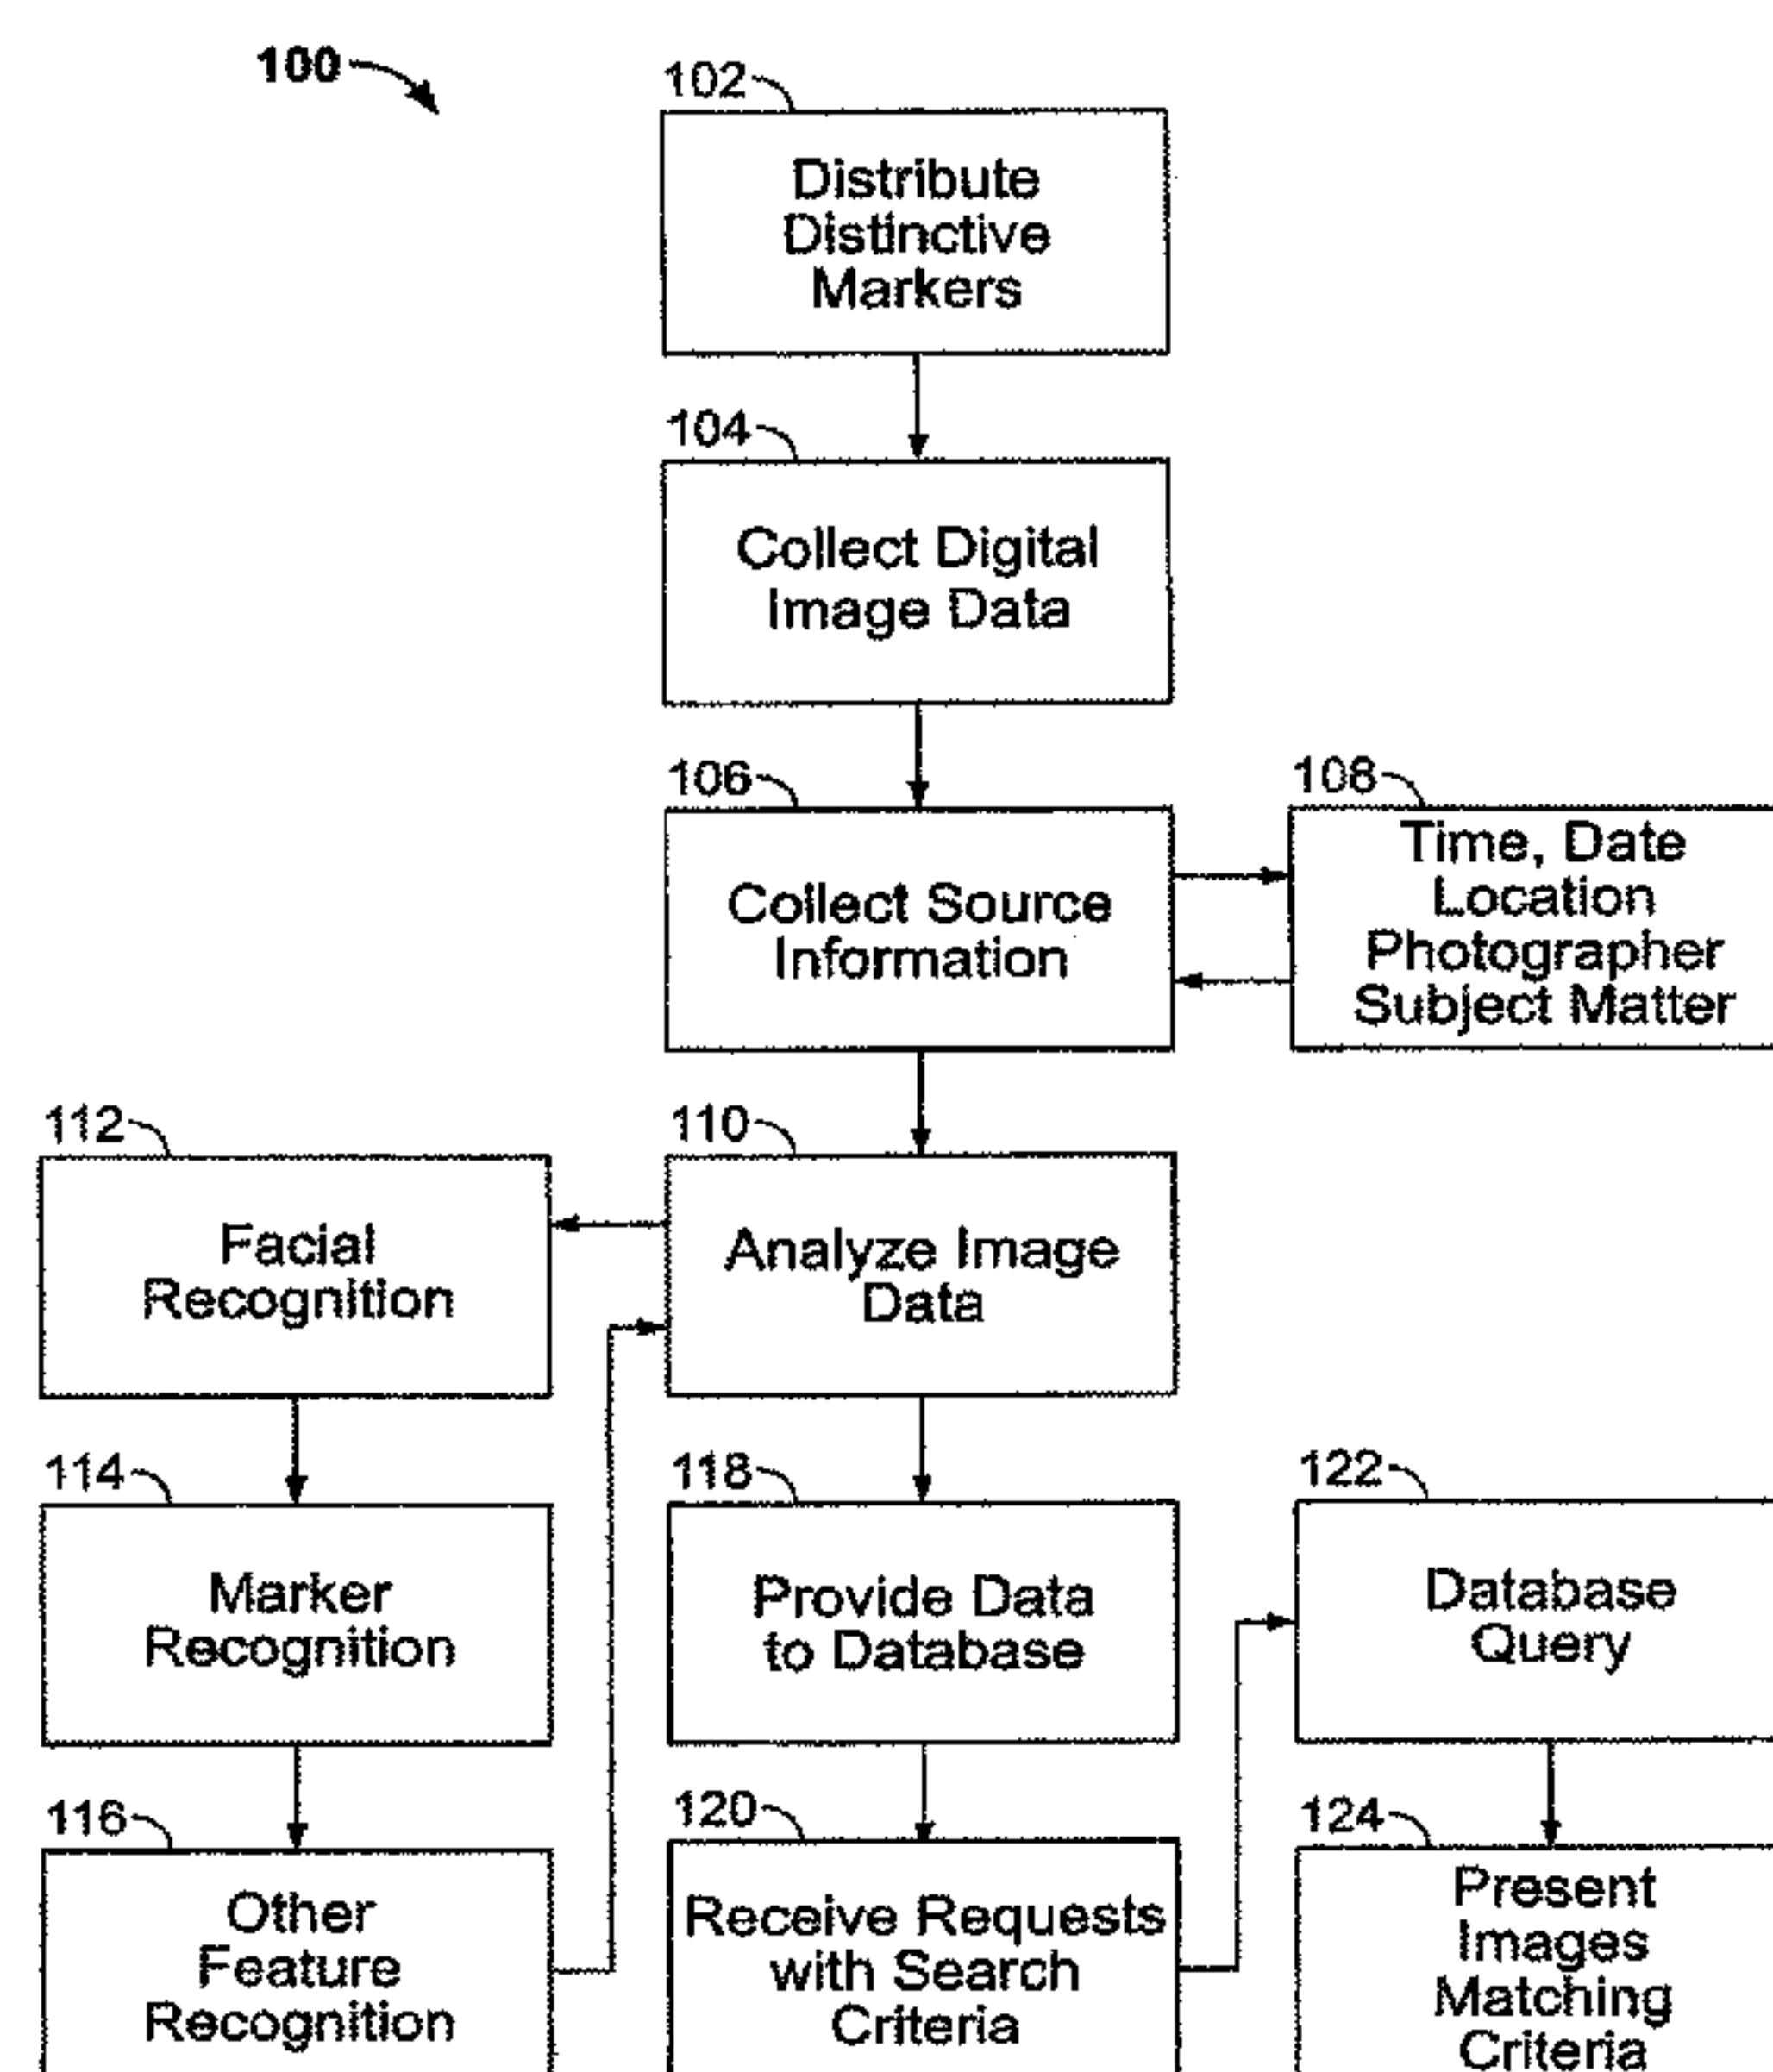 100
102
Distribute
Distinctive
Markers
104
Collect Digital
Image Data
106
Collect Source
Information
108
Time, Date
Location
Photographer
Subject Matter
112
Facial
Recognition
110
Analyze Image
Data
114
Marker
Recognition
118
Provide Data
to Database
122
Database
Query
116
Other
Feature
Recognition
120
Receive Requests
with Search
Criteria
124
Present
Images
Matching
Criteria